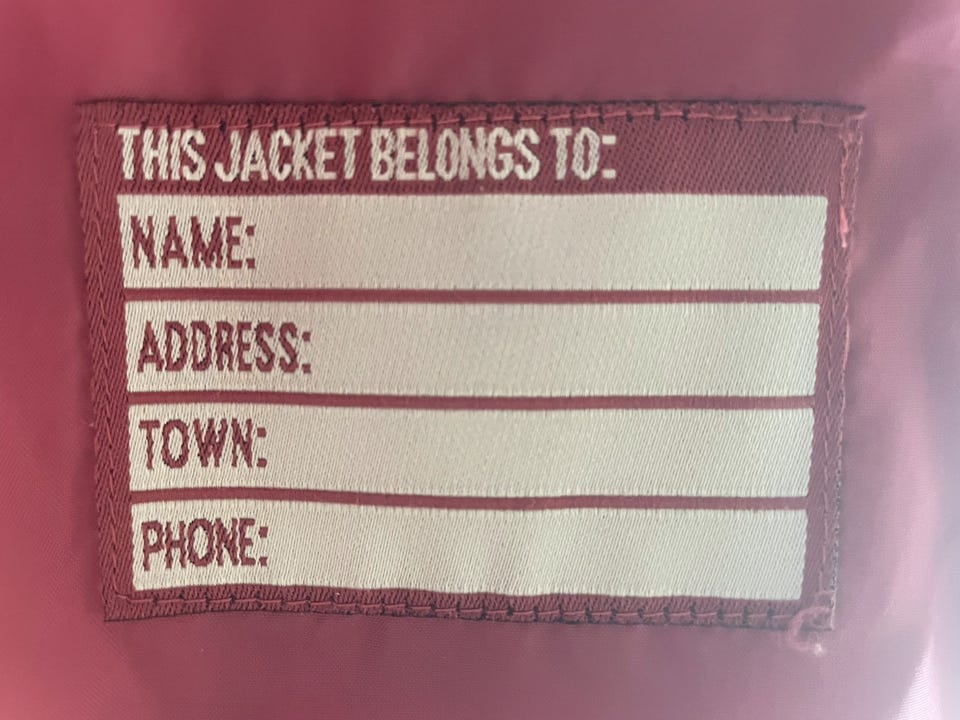 THIS JACKET BELONGS TO:
NAME:
ADDRESS:
TOWN:
PHONE: